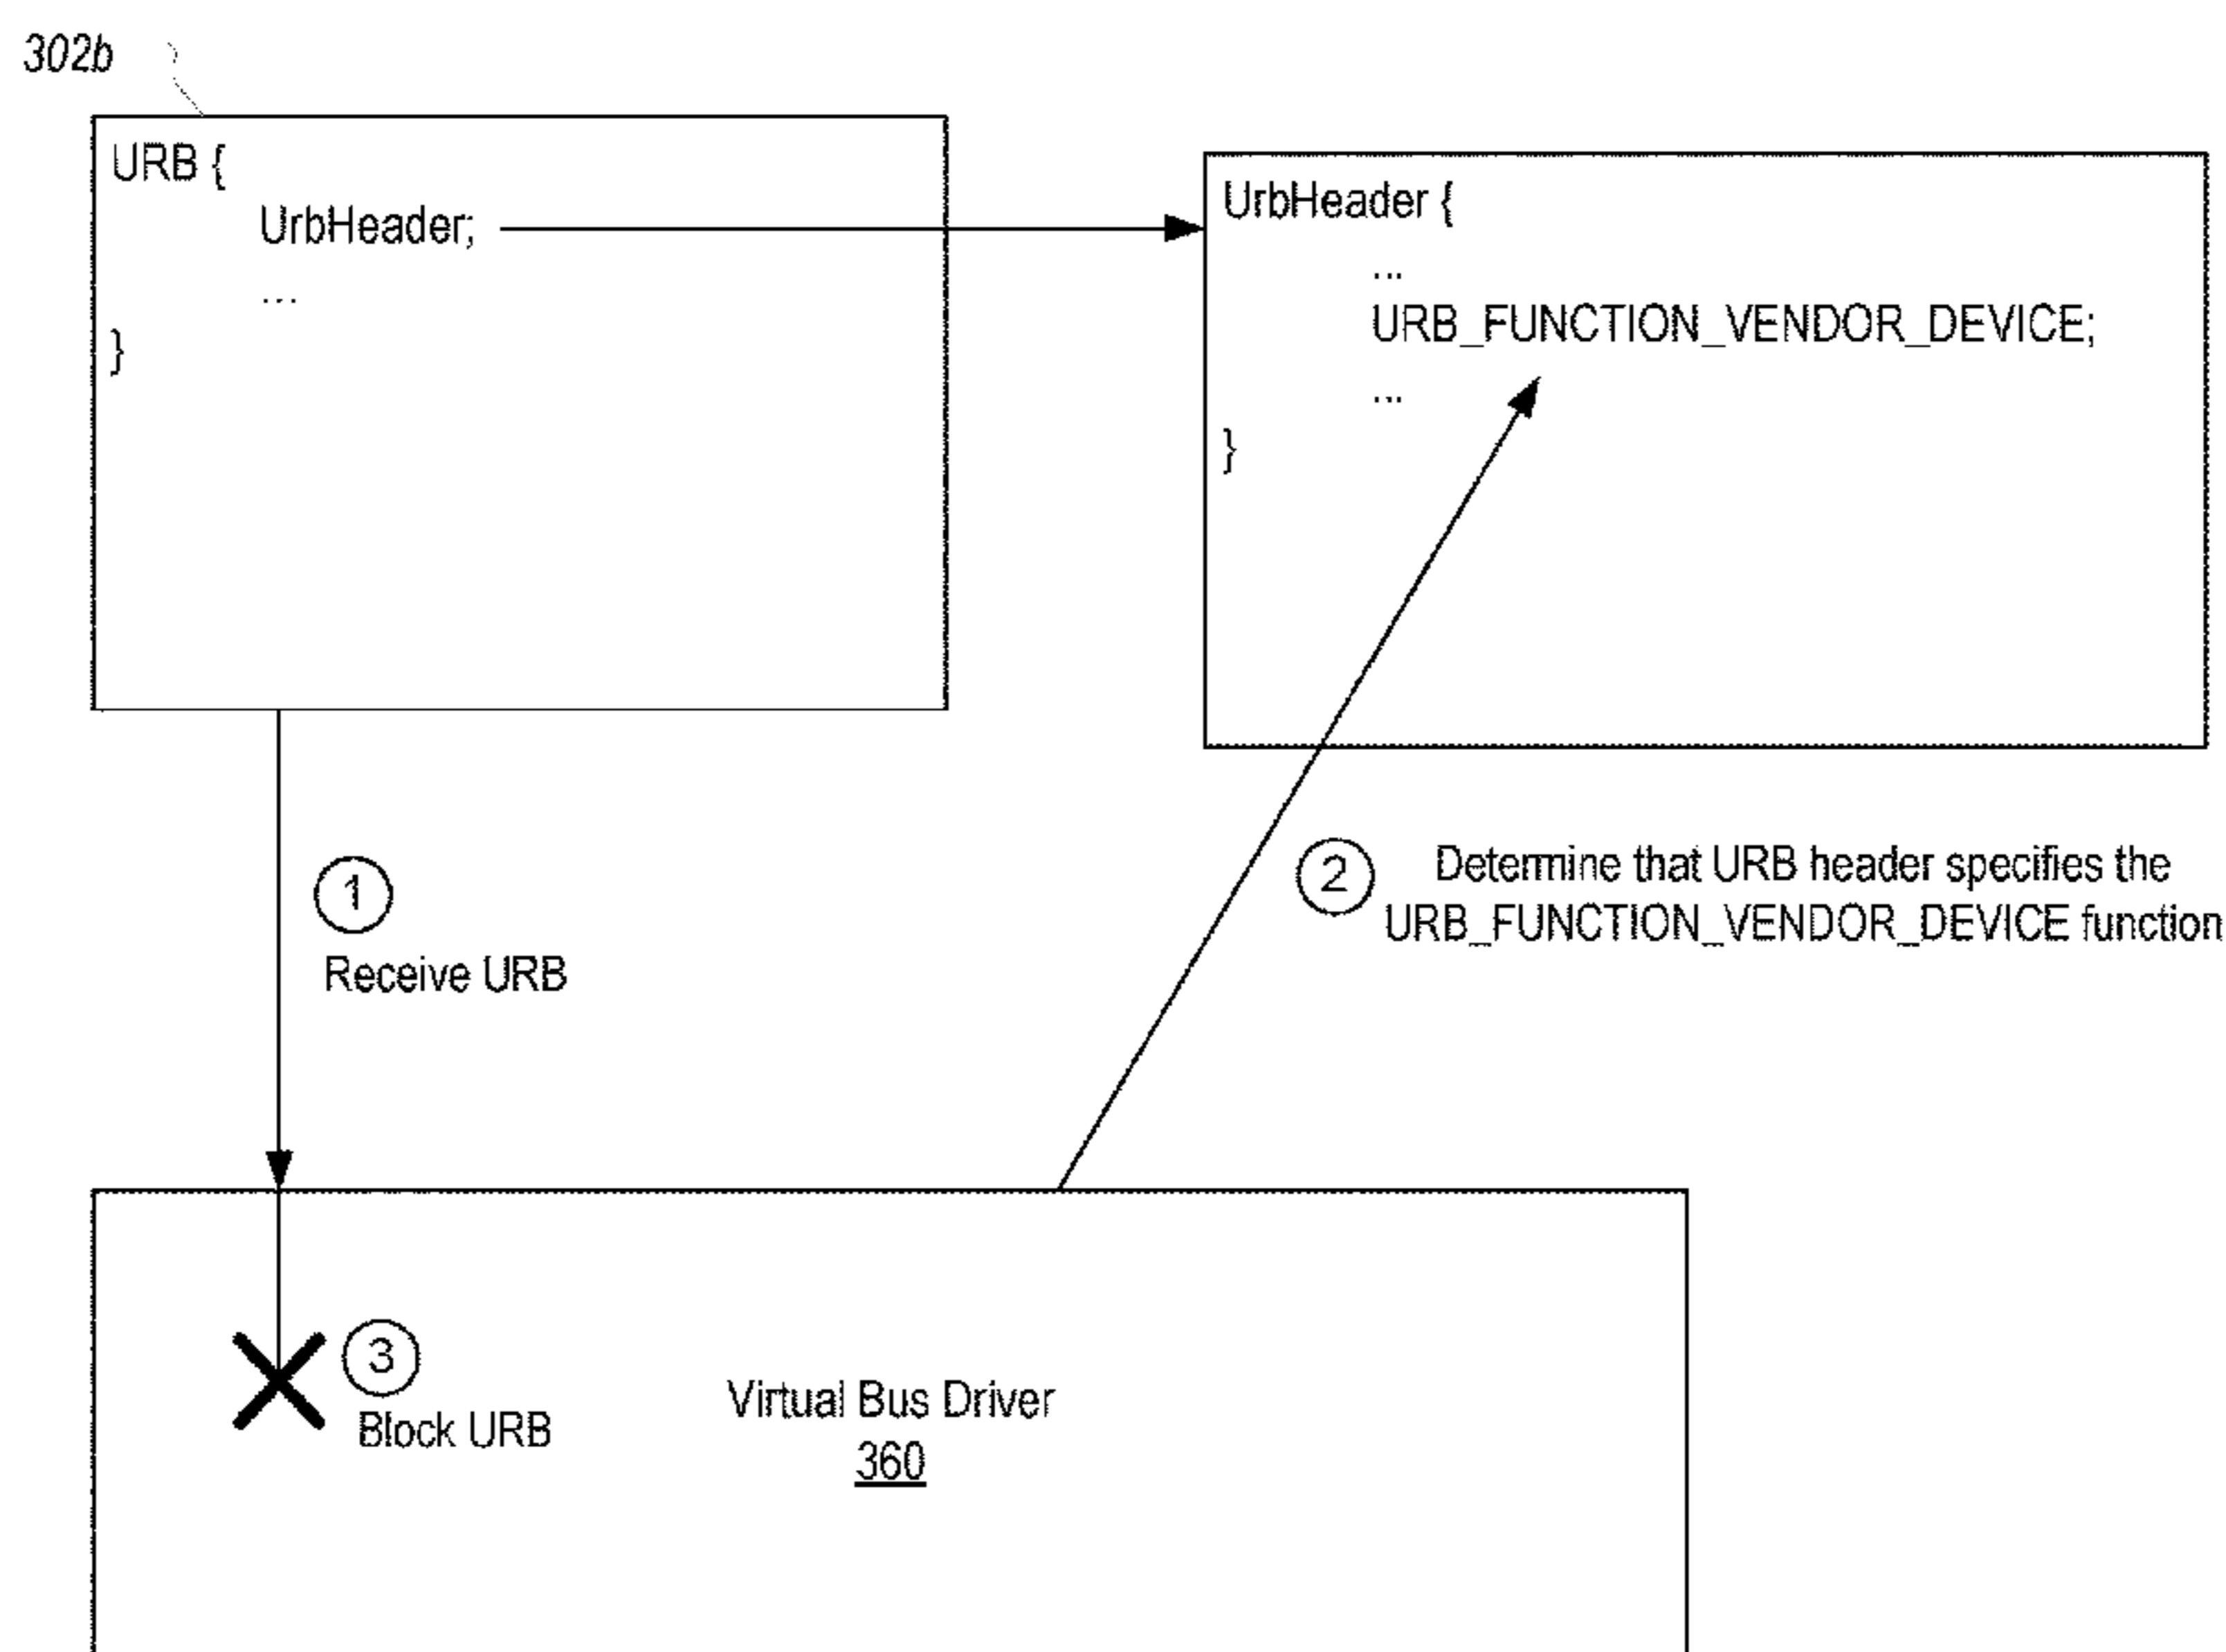 302b
URB {
UrbHeader;
...
}
UrbHeader {
...
URB_FUNCTION_VENDOR_DEVICE;
...
}
1
Receive URB
2 Determine that URB header specifies the
URB_FUNCTION_VENDOR_DEVICE function
3
Block URB
Virtual Bus Driver
360